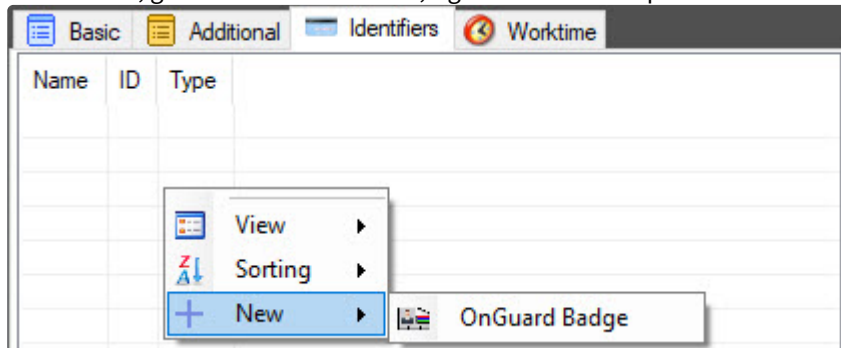 Basic Additional Identifiers Worktime
Name ID Type
View
Sorting
New OnGuard Badge